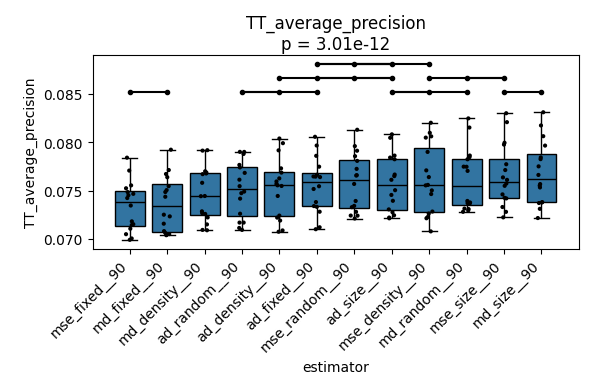 TT_average_precision
p = 3.01e-12
TT_average_precision
0.085
0.080
0.075
0.070
mse_fixed__90
md_fixed__90
md_density__90
ad_random__90
ad_density__90
ad_fixed__90
mse_random__90
ad_size__90
mse_density__90
md_random__90
mse_size__90
md_size__90
estimator